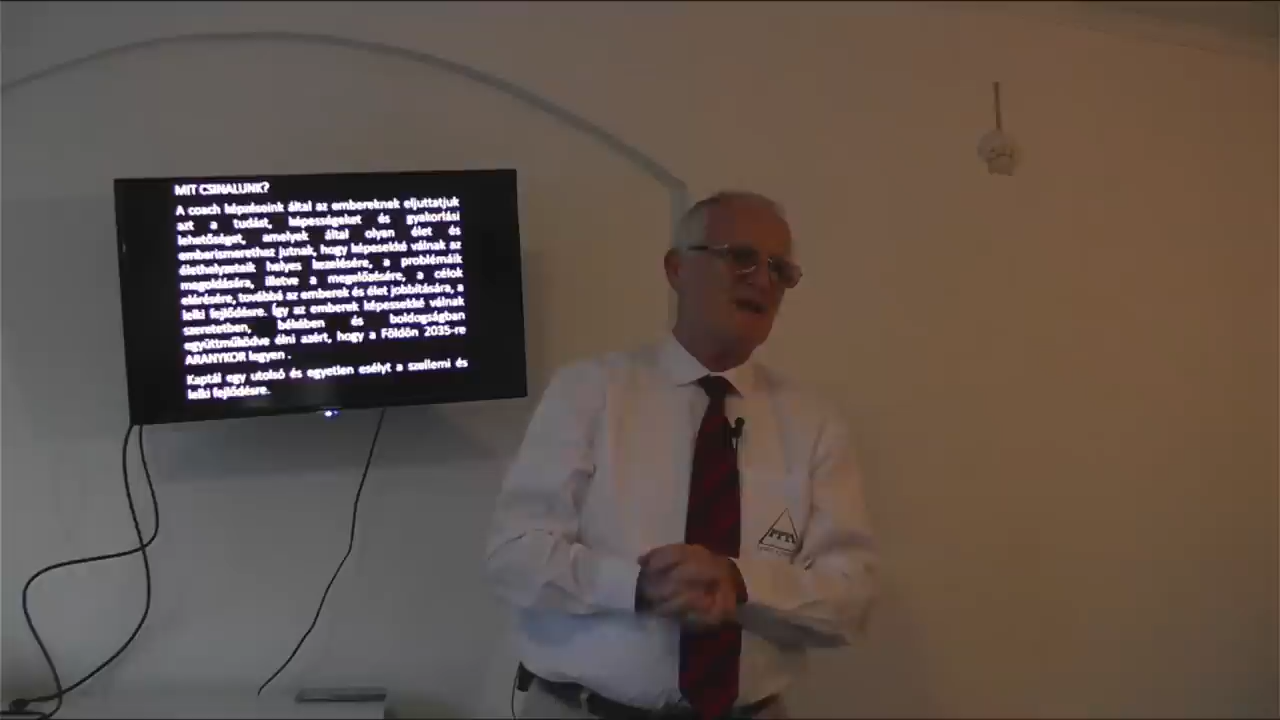 MIT CSINALUNK?
A coach képzéseink által az embereknek eljuttatjuk
azt a tudást, képességeket és gyakorlási
lehetőséget, amelyek által olyan élet és
emberismerethez jutnak, hogy képesekké válnak az
élethelyzeteik helyes kezelésére, a problémáik
megoldására, illetve a megelőzésére, a célok
elérésére, továbbá az emberek és élet jobbítására, a
lelki fejlődésre. Így az emberek képessekké válnak
szeretetben, békében és boldogságban
együttműködve élni azért, hogy a Földön 2035-re
ARANYKOR legyen .
Kaptál egy utolsó és egyetlen esélyt a szellemi és
lelki fejlődésre.